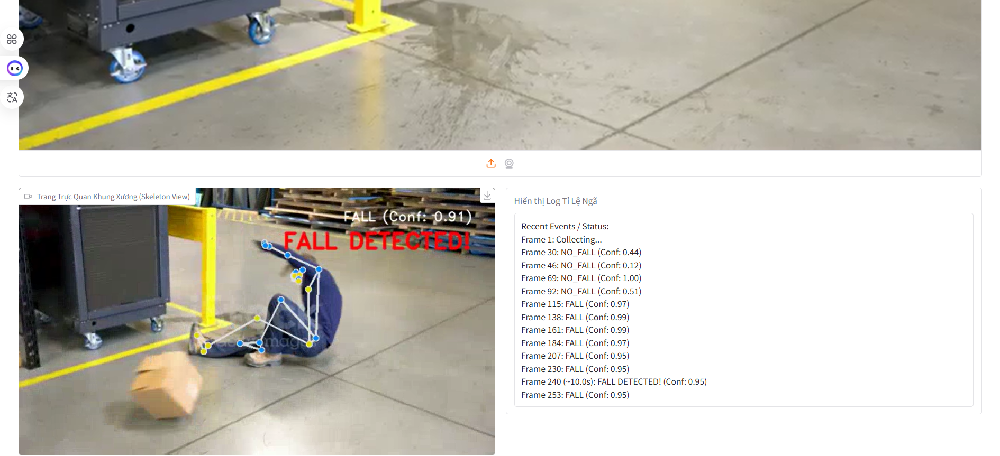 Trang Trực Quan Khung Xương (Skeleton View)
FALL (Conf: 0.91)
FALL DETECTED!
Hiển thị Log Tỉ Lệ Ngã
Recent Events / Status:
Frame 1: Collecting...
Frame 30: NO_FALL (Conf: 0.44)
Frame 46: NO_FALL (Conf: 0.12)
Frame 69: NO_FALL (Conf: 1.00)
Frame 92: NO_FALL (Conf: 0.51)
Frame 115: FALL (Conf: 0.97)
Frame 138: FALL (Conf: 0.99)
Frame 161: FALL (Conf: 0.99)
Frame 184: FALL (Conf: 0.97)
Frame 207: FALL (Conf: 0.95)
Frame 230: FALL (Conf: 0.95)
Frame 240 (~10.0s): FALL DETECTED! (Conf: 0.95)
Frame 253: FALL (Conf: 0.95)